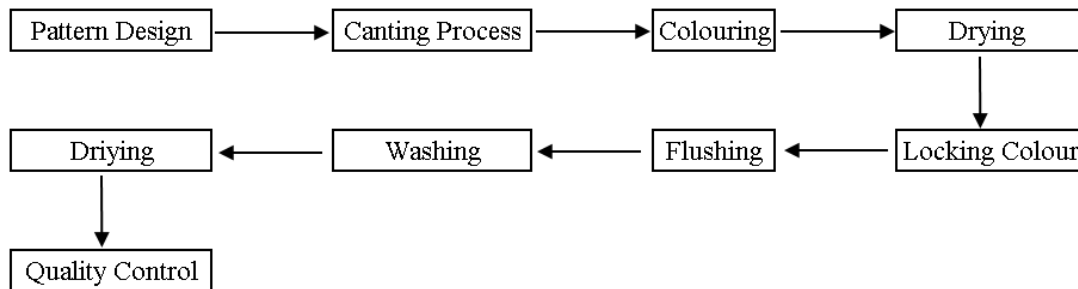 Pattern Design
Canting Process
Colouring
Drying
Locking Colour
Flushing
Washing
Driying
Quality Control